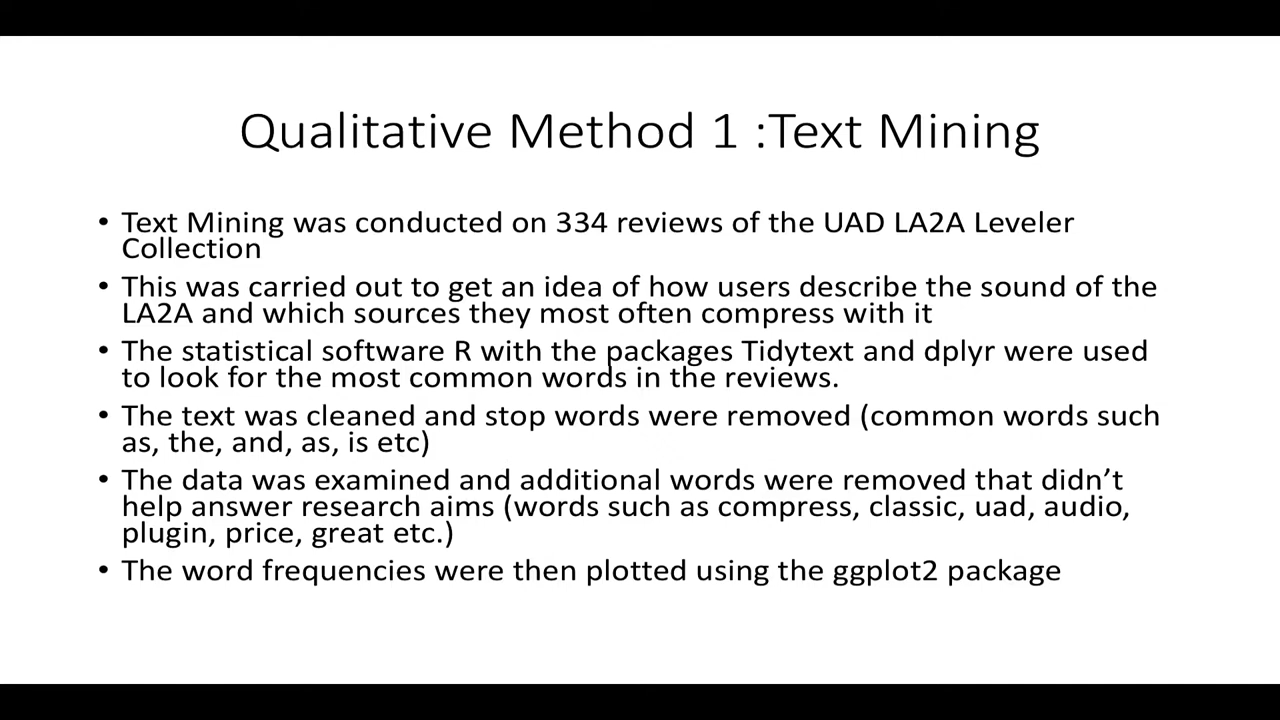 Qualitative Method 1 :Text Mining
• Text Mining was conducted on 334 reviews of the UAD LA2A Leveler
Collection
• This was carried out to get an idea of how users describe the sound of the
LA2A and which sources they most often compress with it
• The statistical software R with the packages Tidytext and dplyr were used
to look for the most common words in the reviews.
• The text was cleaned and stop words were removed (common words such
as, the, and, as, is etc)
• The data was examined and additional words were removed that didn’t
help answer research aims (words such as compress, classic, uad, audio,
plugin, price, great etc.)
• The word frequencies were then plotted using the ggplot2 package